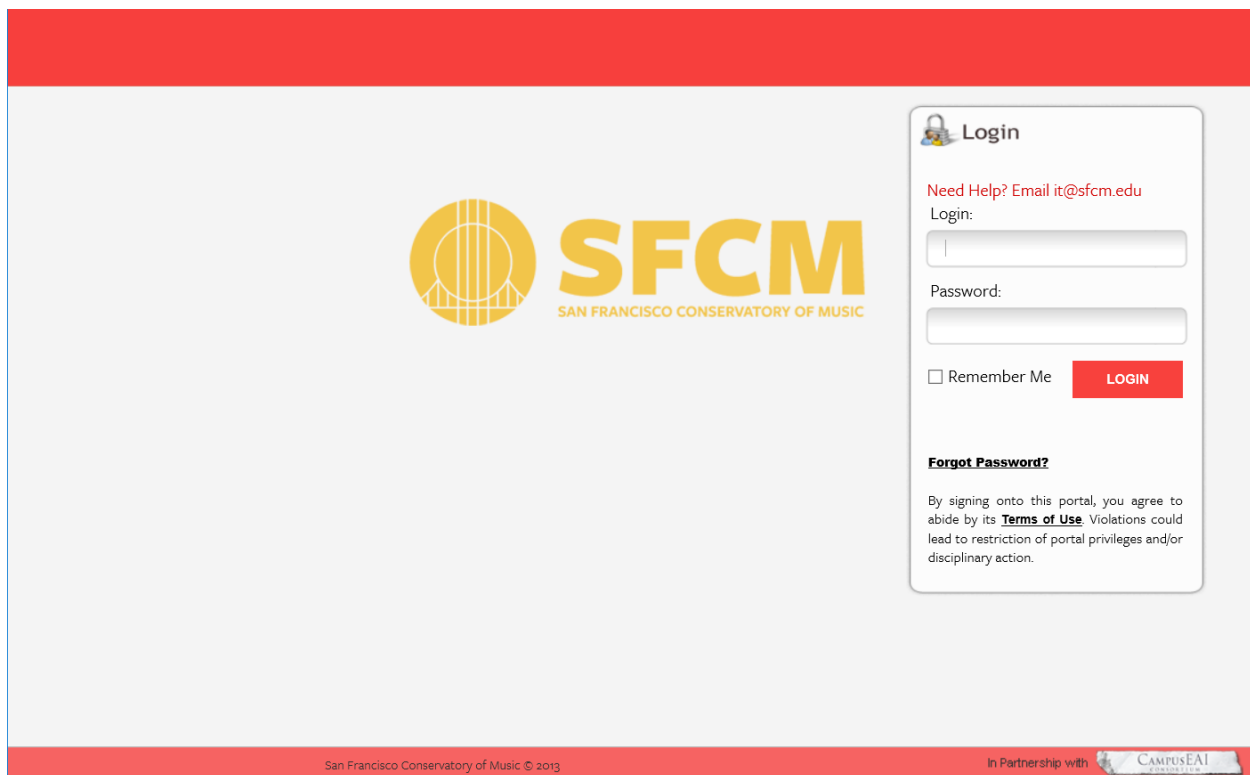 Login
Need Help? Email it@sfcm.edu
Login:
SFCM
SAN FRANCISCO CONSERVATORY OF MUSIC
Password:
Remember Me
LOGIN
Forgot Password?
By signing onto this portal, you agree to
abide by its Terms of Use. Violations could
lead to restriction of portal privileges and/or
disciplinary action.
San Francisco Conservatory of Music © 2013
In Partnership with
CAMPUSEAI
CONSORTIUM